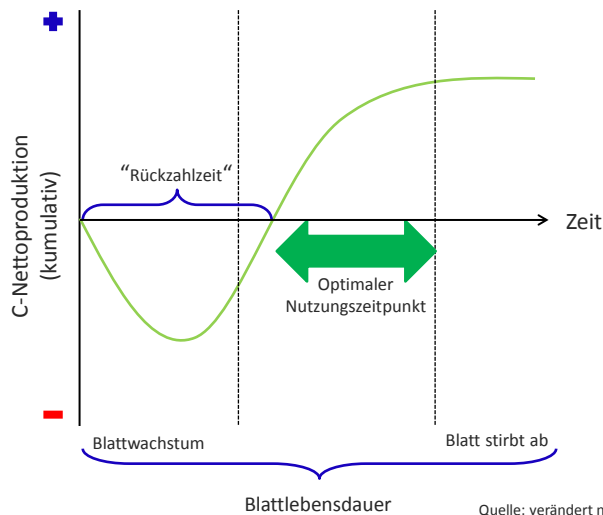 C-Nettoproduktion
(kumulativ)
“Rückzahlzeit“
Zeit
Optimaler
Nutzungszeitpunkt
Blattwachstum
Blatt stirbt ab
Blattlebensdauer
Quelle: verändert n